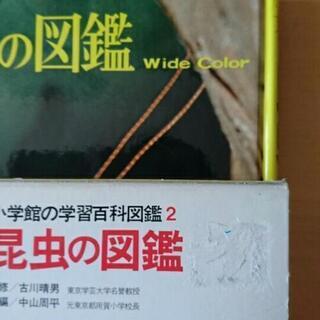 の図鑑 Wide Color
小学館の学習百科図鑑2
昆虫の図鑑
修/古川晴男 東京学芸大学名誉教授
編/中山周平 元東京都用賀小学校長